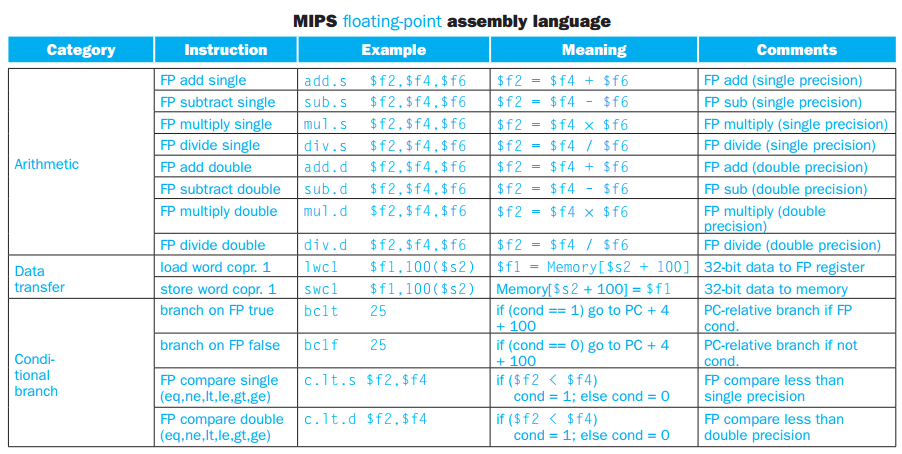 MIPS floating-point assembly language
Category Instruction Example Meaning Comments
Arithmetic
FP add single add.s $f2,$f4,$f6 $f2 = $f4 + $f6 FP add (single precision)
FP subtract single sub.s $f2,$f4,$f6 $f2 = $f4 - $f6 FP sub (single precision)
FP multiply single mul.s $f2,$f4,$f6 $f2 = $f4 × $f6 FP multiply (single precision)
FP divide single div.s $f2,$f4,$f6 $f2 = $f4 / $f6 FP divide (single precision)
FP add double add.d $f2,$f4,$f6 $f2 = $f4 + $f6 FP add (double precision)
FP subtract double sub.d $f2,$f4,$f6 $f2 = $f4 - $f6 FP sub (double precision)
FP multiply double mul.d $f2,$f4,$f6 $f2 = $f4 × $f6 FP multiply (double
precision)
FP divide double div.d $f2,$f4,$f6 $f2 = $f4 / $f6 FP divide (double precision)
Data
transfer
load word copr. 1 lwc1 $f1,100($s2) $f1 = Memory[$s2 + 100] 32-bit data to FP register
store word copr. 1 swc1 $f1,100($s2) Memory[$s2 + 100] = $f1 32-bit data to memory
Condi-
tional
branch
branch on FP true bc1t 25 if (cond == 1) go to PC + 4 PC-relative branch if FP
+ 100 cond.
branch on FP false bc1f 25 if (cond == 0) go to PC + 4 PC-relative branch if not
+ 100 cond.
FP compare single c.lt.s $f2,$f4 if ($f2 < $f4) FP compare less than
(eq,ne,lt,le,gt,ge) cond = 1; else cond = 0 single precision
FP compare double c.lt.d $f2,$f4 if ($f2 < $f4) FP compare less than
(eq,ne,lt,le,gt,ge) cond = 1; else cond = 0 double precision